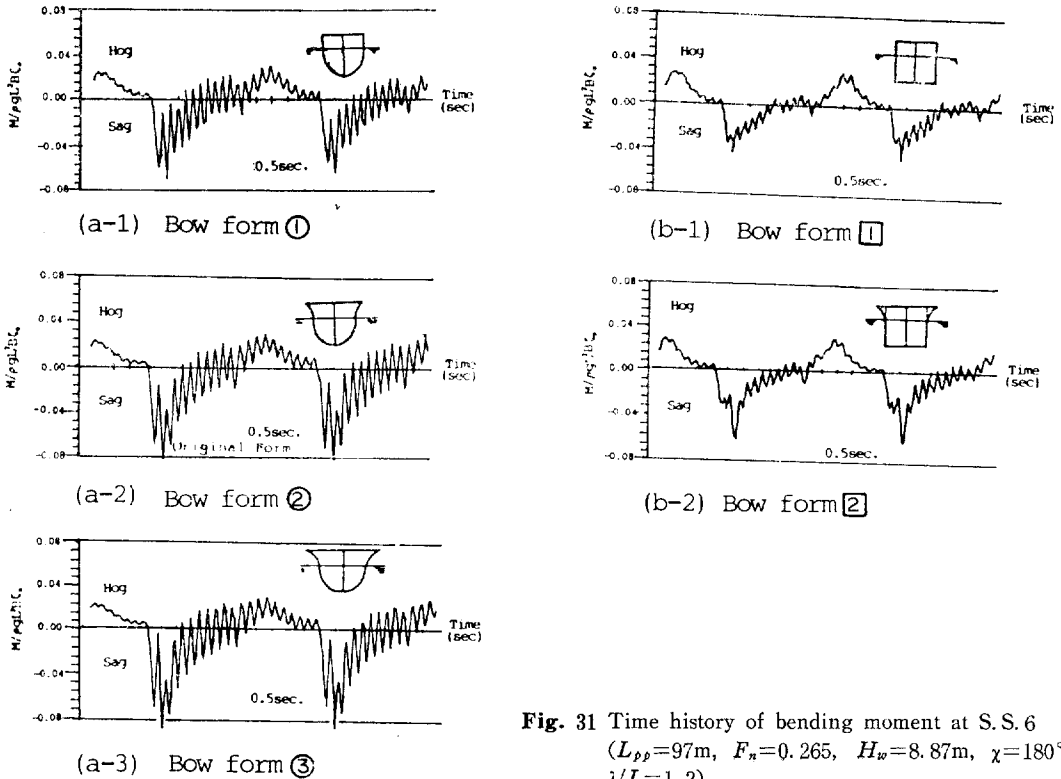 0.08
0.04
0.00
-0.04
-0.08
M/ρgL²Bζₐ
Hog
Sag
Time
(sec)
0.5sec.
(a-1) Bow form ①
0.08
0.04
0.00
-0.04
-0.08
M/ρgL²Bζₐ
Hog
Sag
Time
(sec)
0.5sec.
(b-1) Bow form 1
0.08
0.04
0.00
-0.04
-0.08
M/ρgL²Bζₐ
Hog
Sag
Time
(sec)
0.5sec.
Original Form
(a-2) Bow form ②
0.08
0.04
0.00
-0.04
-0.08
M/ρgL²Bζₐ
Hog
Sag
Time
(sec)
0.5sec.
(b-2) Bow form 2
0.08
0.04
0.00
-0.04
-0.08
M/ρgL²Bζₐ
Hog
Sag
Time
(sec)
0.5sec.
(a-3) Bow form ③
Fig. 31 Time history of bending moment at S.S.6
(Lpp=97m, Fn=0.265, Hw=8.87m, χ=180°
λ/L=1.2)